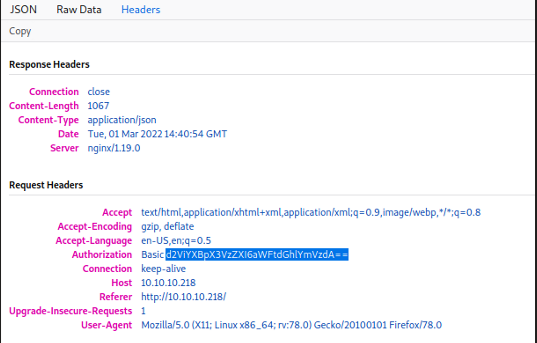 JSON Raw Data Headers
Copy
Response Headers
Connection close
Content-Length 1067
Content-Type application/json
Date Tue, 01 Mar 2022 14:40:54 GMT
Server nginx/1.19.0
Request Headers
Accept text/html,application/xhtml+xml,application/xml;q=0.9,image/webp,*/*;q=0.8
Accept-Encoding gzip, deflate
Accept-Language en-US,en;q=0.5
Authorization Basic d2ViYXBpX3VzZXI6aWFtdGhlYmVzdA==
Connection keep-alive
Host 10.10.10.218
Referer http://10.10.10.218/
Upgrade-Insecure-Requests 1
User-Agent Mozilla/5.0 (X11; Linux x86_64; rv:78.0) Gecko/20100101 Firefox/78.0